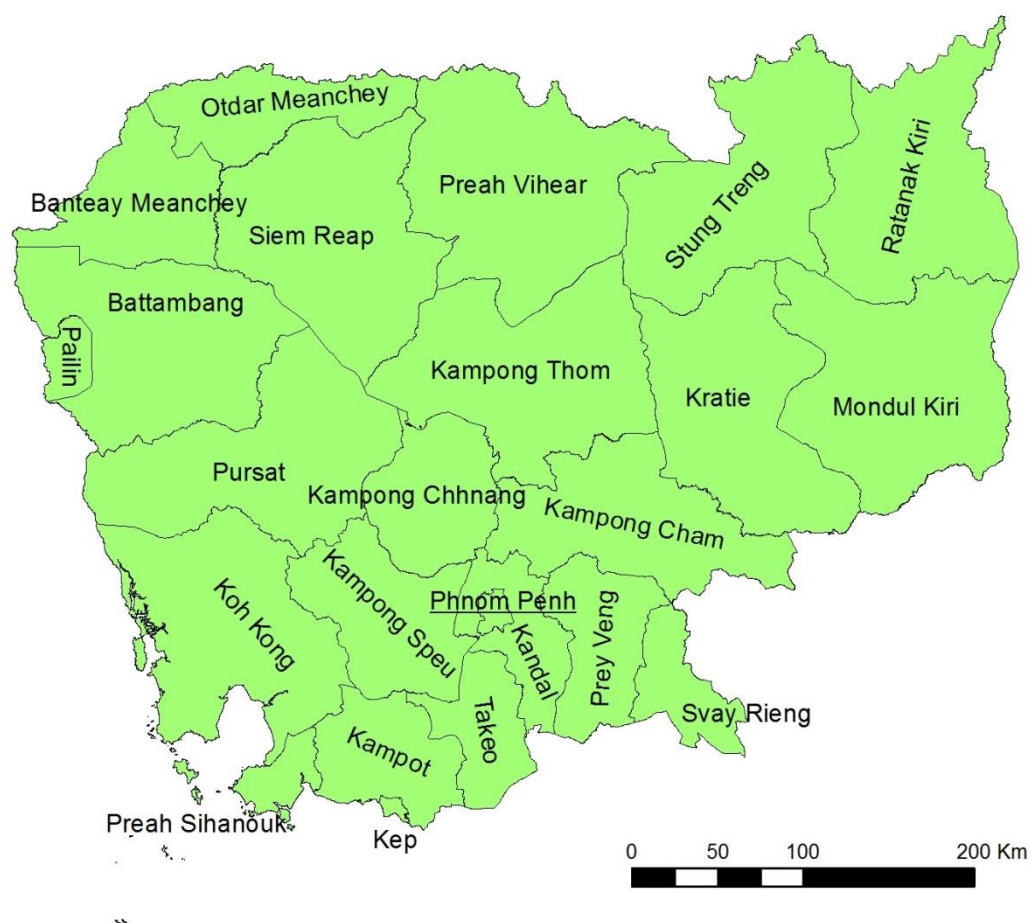 Otdar Meanchey
Preah Vihear
Stung Treng
Ratanak Kiri
Banteay Meanchey
Siem Reap
Battambang
Pailin
Kampong Thom
Kratie
Mondul Kiri
Pursat
Kampong Chhnang
Kampong Cham
Koh Kong
Kampong Speu
Phnom Penh
Kandal
Prey Veng
Svay Rieng
Takeo
Kampot
Preah Sihanouk
Kep
0 50 100 200 Km